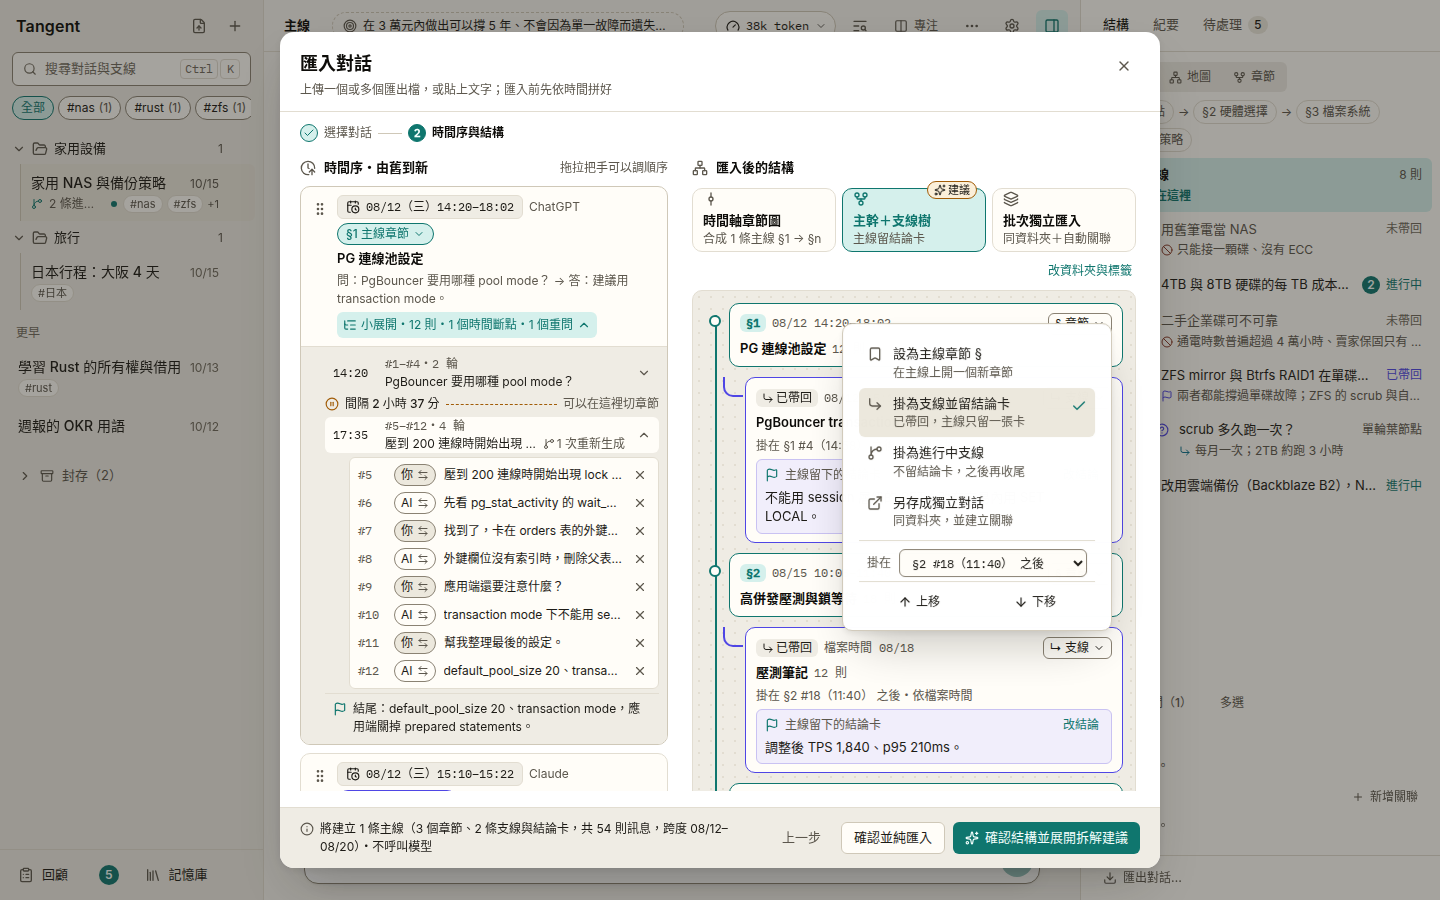 Tangent
搜尋對話與支線
Ctrl K
全部
#nas (1)
#rust (1)
#zfs (1)
家用設備
1
家用 NAS 與備份策略
10/15
2 條進…
#nas
#zfs
+1
旅行
1
日本行程：大阪 4 天
10/15
#日本
更早
學習 Rust 的所有權與借用
10/13
#rust
週報的 OKR 用語
10/12
封存（2）
回顧
5
記憶庫
主線
在 3 萬元內做出可以撐 5 年、不會因為單一故障而遺失…
38k token
專注
匯入對話
上傳一個或多個匯出檔，或貼上文字；匯入前先依時間拼好
選擇對話
2 時間序與結構
時間序・由舊到新
拖拉把手可以調順序
08/12（三）14:20–18:02
ChatGPT
§1 主線章節
PG 連線池設定
問：PgBouncer 要用哪種 pool mode？ → 答：建議用
transaction mode。
小展開・12 則・1 個時間斷點・1 個重問
14:20
#1–#4・2 輪
PgBouncer 要用哪種 pool mode？
間隔 2 小時 37 分
可以在這裡切章節
17:35
#5–#12・4 輪
壓到 200 連線時開始出現 …
1 次重新生成
#5 你 壓到 200 連線時開始出現 lock …
#6 AI 先看 pg_stat_activity 的 wait_…
#7 你 找到了，卡在 orders 表的外鍵…
#8 AI 外鍵欄位沒有索引時，刪除父表…
#9 你 應用端還要注意什麼？
#10 AI transaction mode 下不能用 se…
#11 你 幫我整理最後的設定。
#12 AI default_pool_size 20、transa…
結尾：default_pool_size 20、transaction mode，應
用端關掉 prepared statements。
08/12（三）15:10–15:22
Claude
匯入後的結構
時間軸章節圖
合成 1 條主線 §1 → §n
建議
主幹＋支線樹
主線留結論卡
批次獨立匯入
同資料夾＋自動關聯
改資料夾與標籤
§1
08/12 14:20–18:02
§ 章節
PG 連線池設定
已帶回
PgBouncer tra
掛在 §1 #4（14:
主線留下的
不能用 sessi
LOCAL。
設為主線章節 §
在主線上開一個新章節
掛為支線並留結論卡
已帶回，主線只留一張卡
掛為進行中支線
不留結論卡，之後再收尾
另存成獨立對話
同資料夾，並建立關聯
掛在
§2 #18（11:40） 之後
上移
下移
§2
08/15 10:0
高併發壓測與鎖等
已帶回
檔案時間 08/18
支線
壓測筆記 12 則
掛在 §2 #18（11:40） 之後・依檔案時間
主線留下的結論卡
改結論
調整後 TPS 1,840、p95 210ms。
將建立 1 條主線（3 個章節、2 條支線與結論卡，共 54 則訊息，跨度 08/12–
08/20）・不呼叫模型
上一步
確認並純匯入
確認結構並展開拆解建議
結構
紀要
待處理
5
地圖
章節
→ §2 硬體選擇 → §3 檔案系統
策略
線
8 則
在這裡
用舊筆電當 NAS
未帶回
只能接一顆碟、沒有 ECC
4TB 與 8TB 硬碟的每 TB 成本…
2 進行中
二手企業碟可不可靠
未帶回
通電時數普遍超過 4 萬小時、賣家保固只有 …
ZFS mirror 與 Btrfs RAID1 在單碟…
已帶回
兩者都能撐過單碟故障；ZFS 的 scrub 與自…
scrub 多久跑一次？
單輪葉節點
每月一次；2TB 約跑 3 小時
改用雲端備份（Backblaze B2），N…
進行中
（1）
多選
新增關聯
匯出對話…